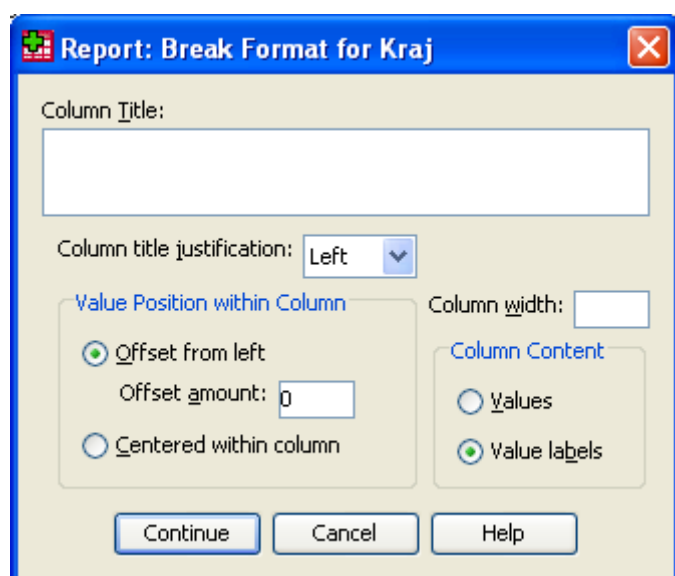 Report: Break Format for Kraj
Column Title:
Column title justification: Left
Value Position within Column
Offset from left
Offset amount: 0
Centered within column
Column width:
Column Content
Values
Value labels
Continue Cancel Help